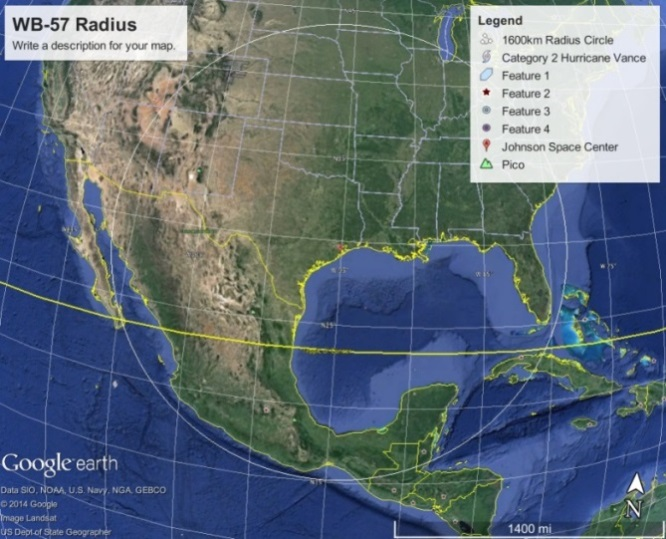 WB-57 Radius
Write a description for your map.
Legend
1600km Radius Circle
Category 2 Hurricane Vance
Feature 1
Feature 2
Feature 3
Feature 4
Johnson Space Center
Pico
Google earth
Data SIO, NOAA, U.S. Navy, NGA, GEBCO
© 2014 Google
Image Landsat
US Dept of State Geographer
N
1400 mi